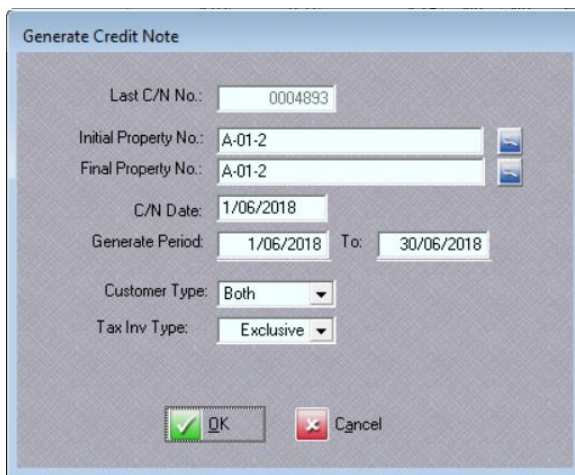 Generate Credit Note
Last C/N No.: 0004893
Initial Property No.: A-01-2
Final Property No.: A-01-2
C/N Date: 1/06/2018
Generate Period: 1/06/2018 To: 30/06/2018
Customer Type: Both
Tax Inv Type: Exclusive
OK Cancel